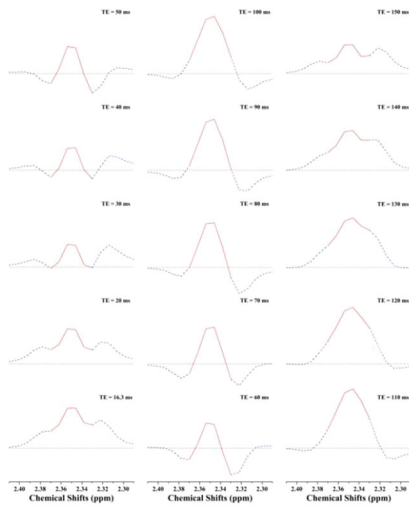 TE = 50 ms
TE = 100 ms
TE = 150 ms
TE = 40 ms
TE = 90 ms
TE = 140 ms
TE = 30 ms
TE = 80 ms
TE = 130 ms
TE = 20 ms
TE = 70 ms
TE = 120 ms
TE = 16.3 ms
TE = 60 ms
TE = 110 ms
2.40 2.38 2.36 2.34 2.32 2.30
2.40 2.38 2.36 2.34 2.32 2.30
2.40 2.38 2.36 2.34 2.32 2.30
Chemical Shifts (ppm)
Chemical Shifts (ppm)
Chemical Shifts (ppm)